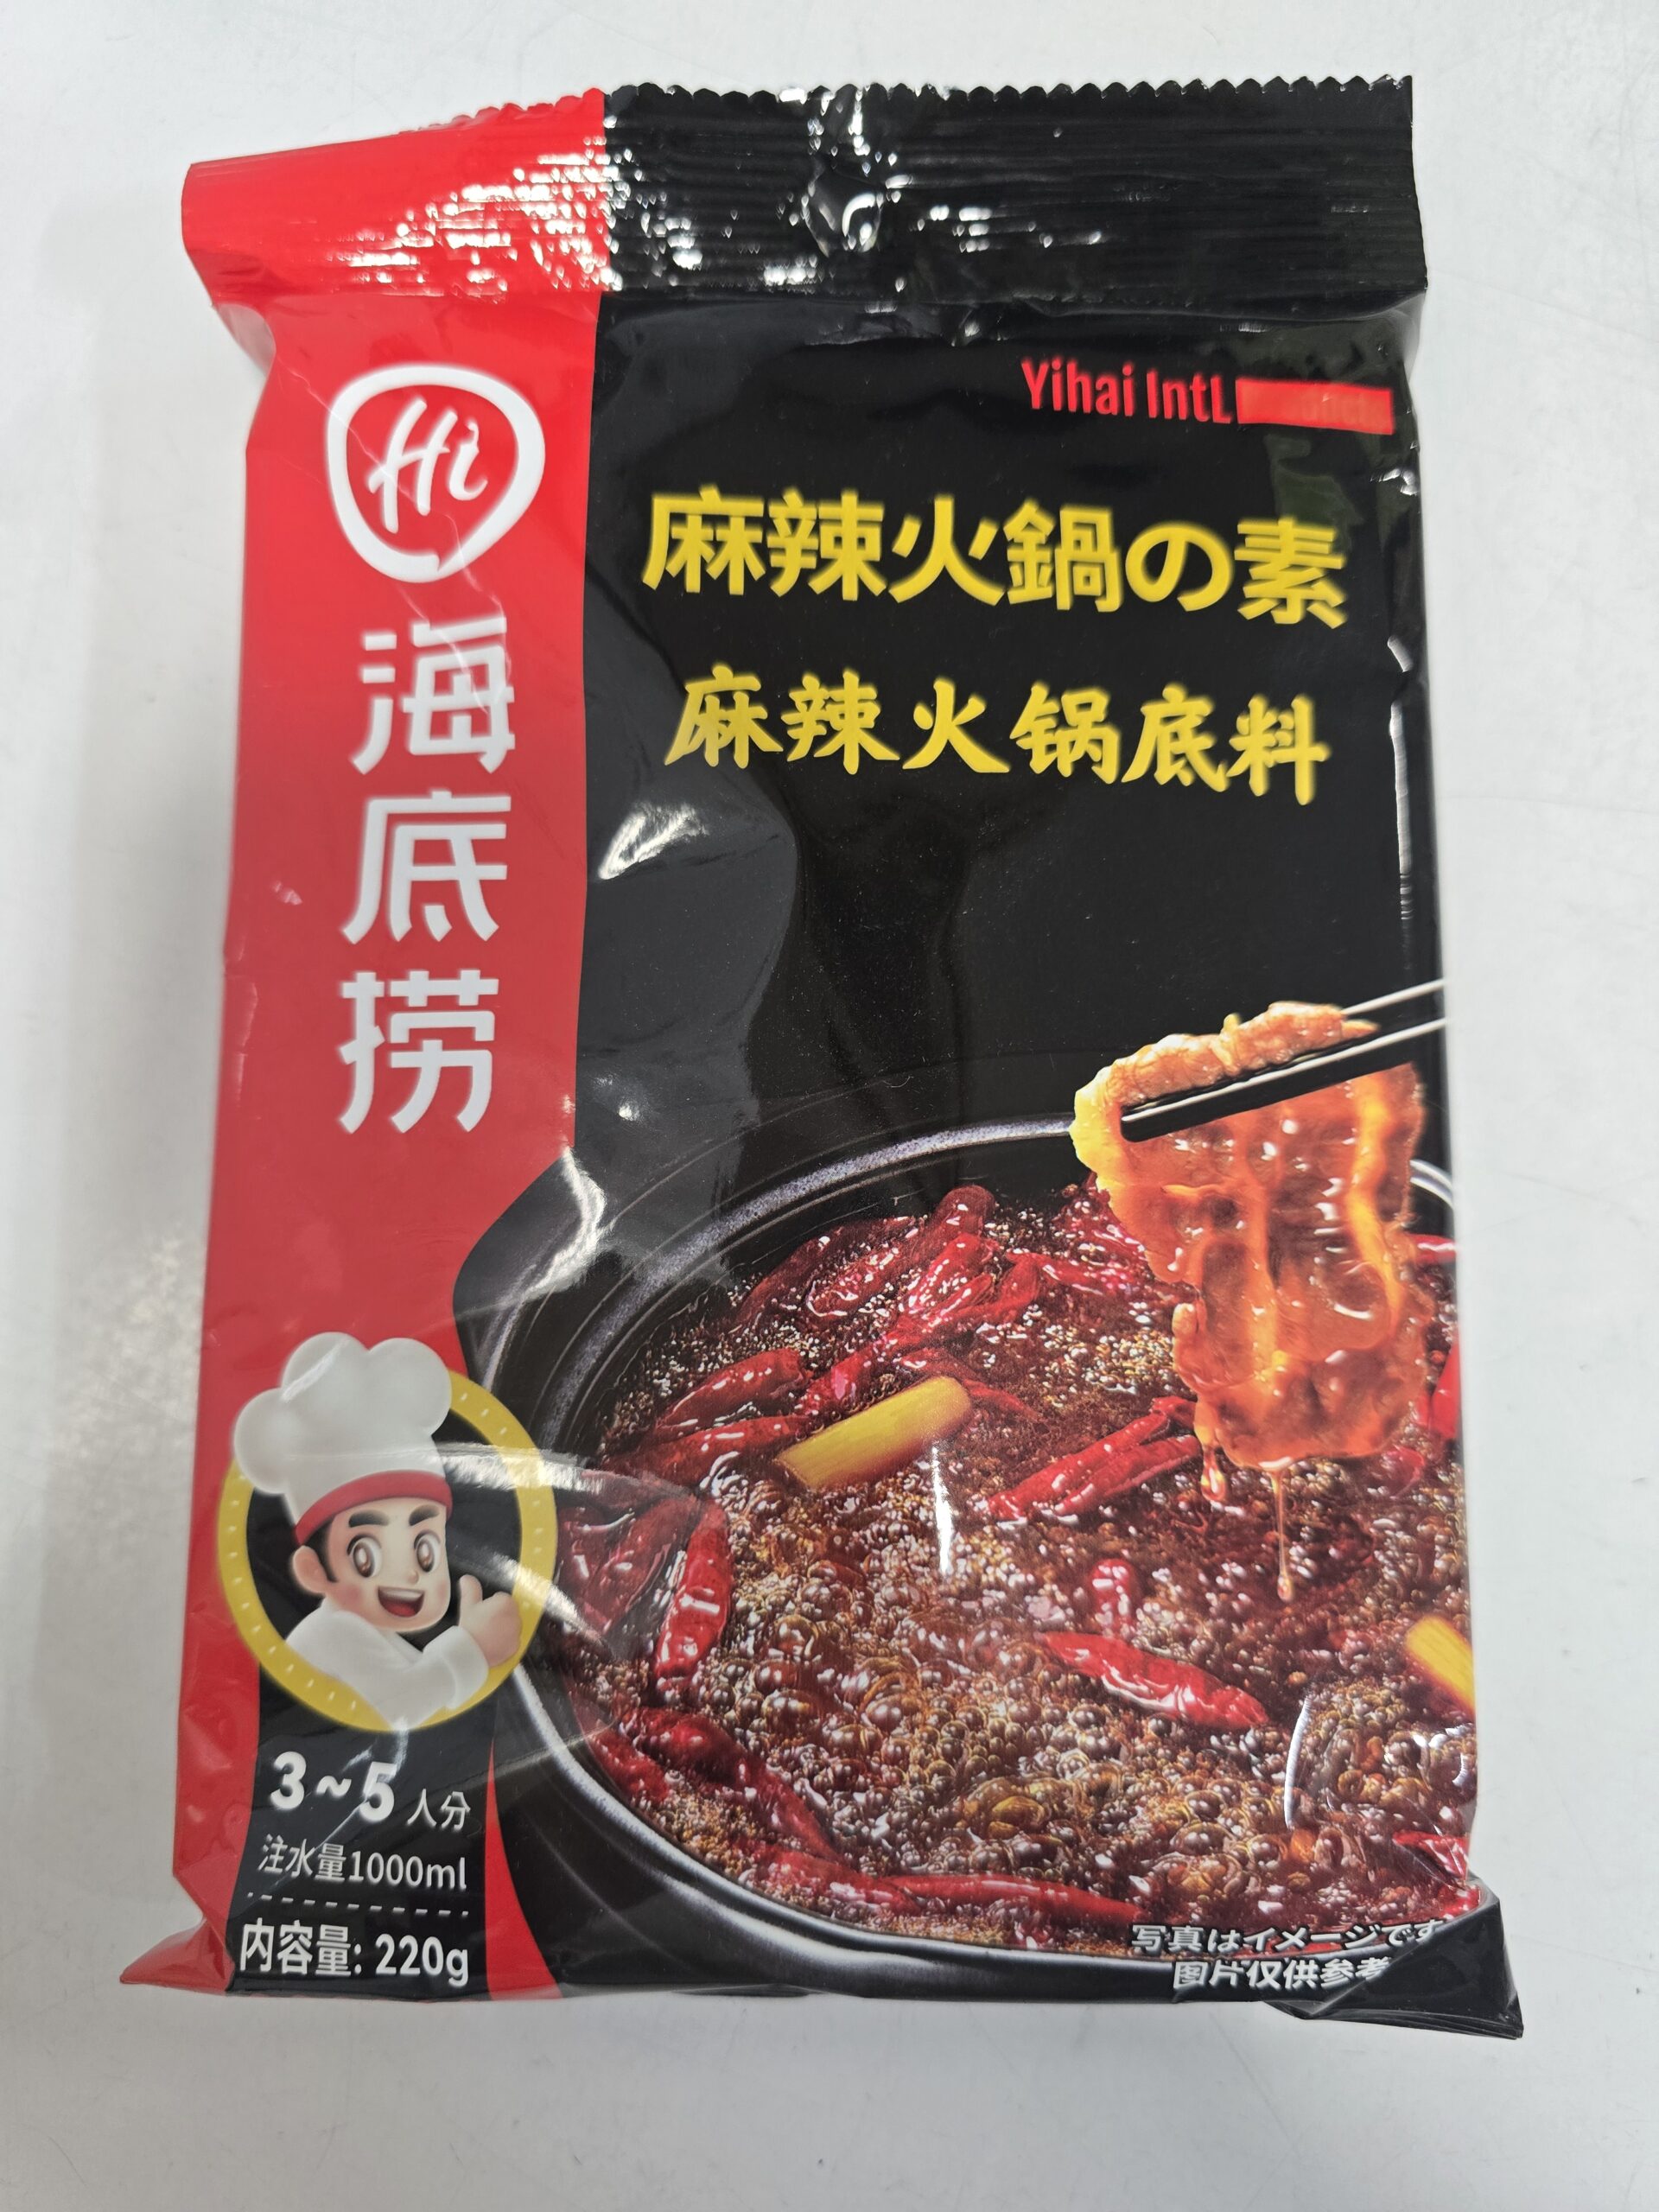 Hi
海底捞
Yihai IntL
麻辣火鍋の素
麻辣火锅底料
3~5 人分
注水量1000ml
内容量: 220g
写真はイメージです
图片仅供参考